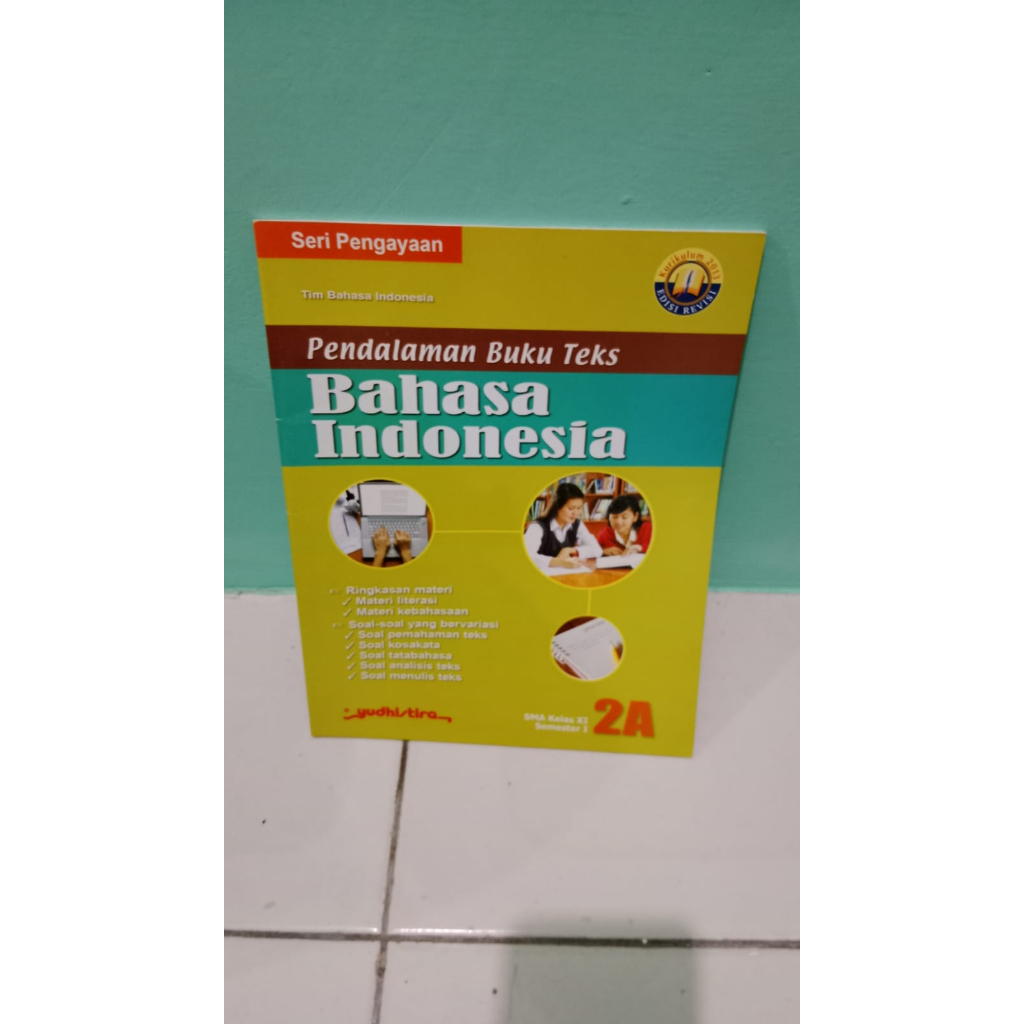 Seri Pengayaan
Kurikulum 2013
EDISI REVISI
Tim Bahasa Indonesia
Pendalaman Buku Teks
Bahasa
Indonesia
Ringkasan materi
✓ Materi literasi
✓ Materi kebahasaan
Soal-soal yang bervariasi
✓ Soal pemahaman teks
✓ Soal kosakata
✓ Soal tatabahasa
✓ Soal analisis teks
✓ Soal menulis teks
yudhistira
SMA Kelas XI
Semester I
2A